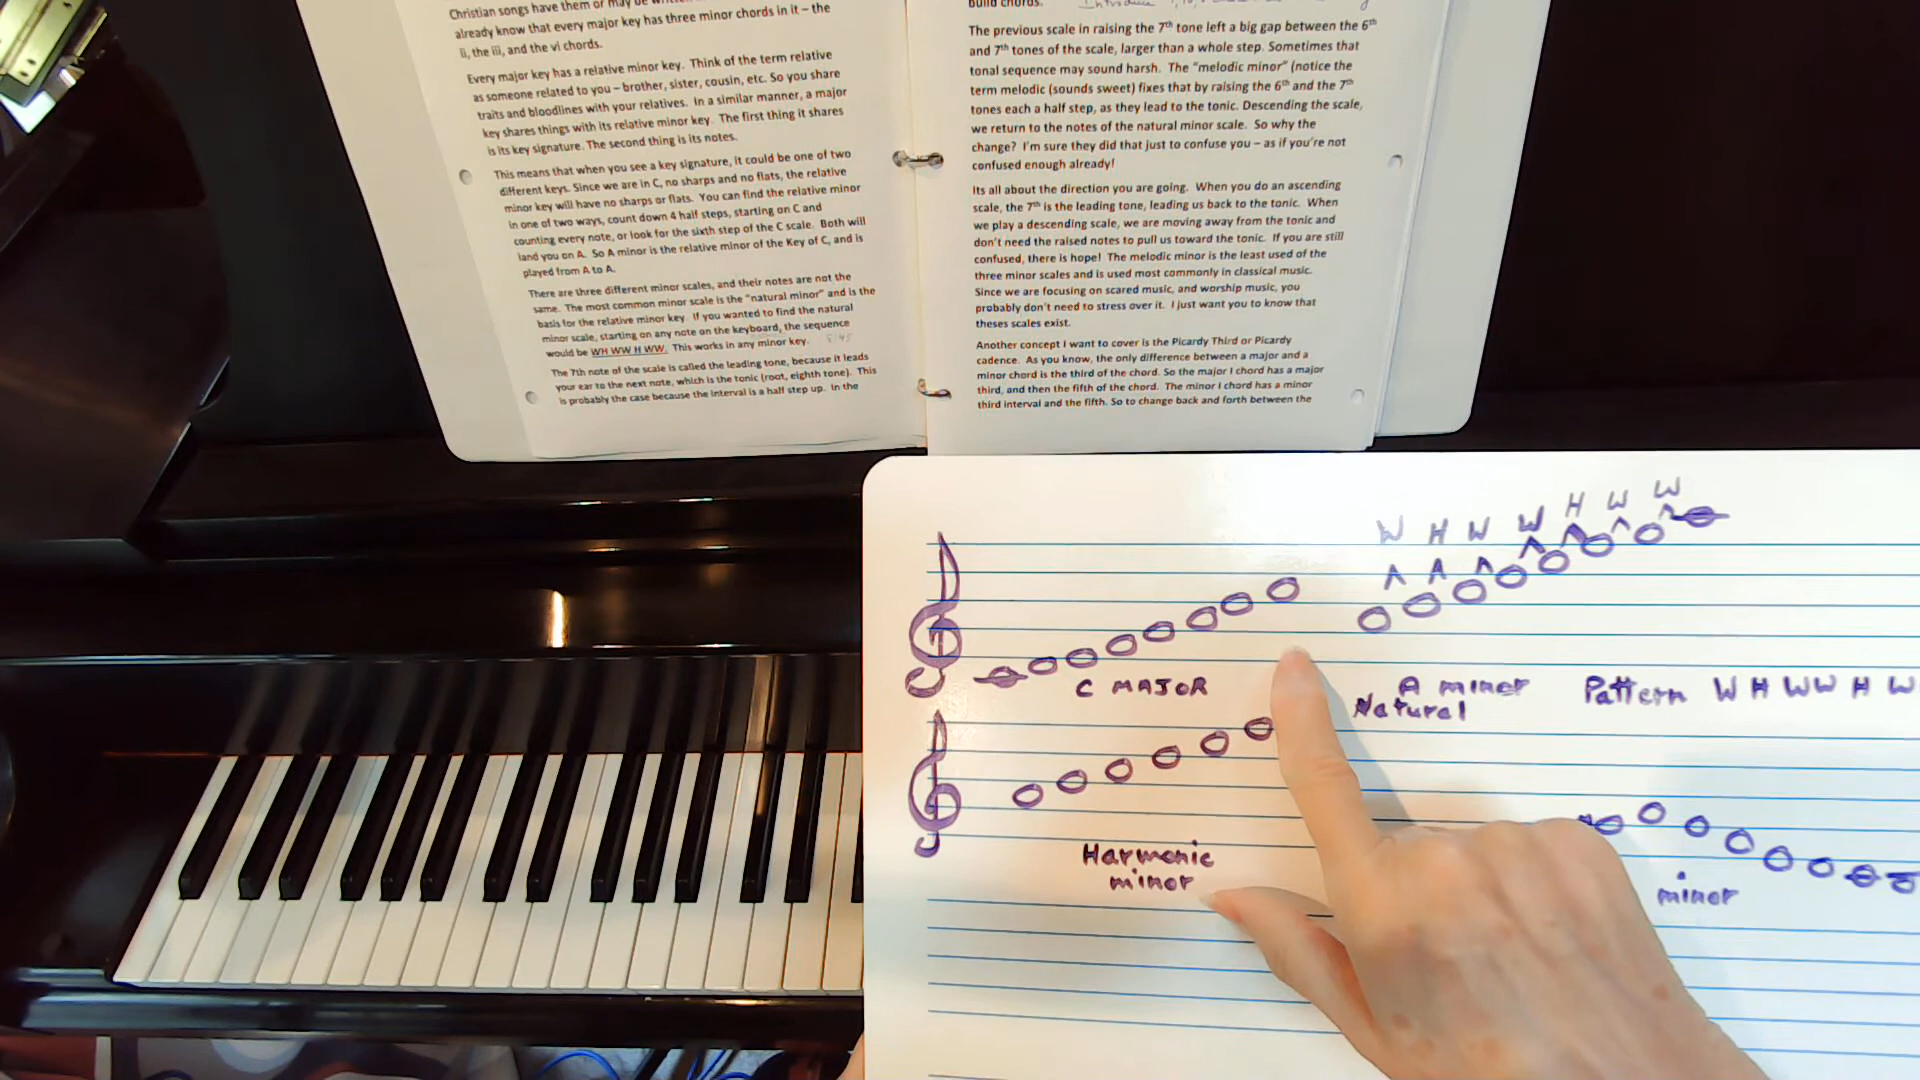 Christian songs have them or may be
already know that every major key has three minor chords in it – the
ii, the iii, and the vi chords.
Every major key has a relative minor key. Think of the term relative
as someone related to you – brother, sister, cousin, etc. So you share
traits and bloodlines with your relatives. In a similar manner, a major
key shares things with its relative minor key. The first thing it shares
is its key signature. The second thing is its notes.
This means that when you see a key signature, it could be one of two
different keys. Since we are in C, no sharps and no flats, the relative
minor key will have no sharps or flats. You can find the relative minor
in one of two ways, count down 4 half steps, starting on C and
counting every note, or look for the sixth step of the C scale. Both will
land you on A. So A minor is the relative minor of the Key of C, and is
played from A to A.
There are three different minor scales, and their notes are not the
same. The most common minor scale is the “natural minor” and is the
basis for the relative minor key. If you wanted to find the natural
minor scale, starting on any note on the keyboard, the sequence
would be WH WW H WW. This works in any minor key.
The 7th note of the scale is called the leading tone, because it leads
your ear to the next note, which is the tonic (root, eighth tone). This
is probably the case because the interval is a half step up. In the
build chords. Introduce
The previous scale in raising the 7th tone left a big gap between the 6th
and 7th tones of the scale, larger than a whole step. Sometimes that
tonal sequence may sound harsh. The “melodic minor” (notice the
term melodic (sounds sweet) fixes that by raising the 6th and the 7th
tones each a half step, as they lead to the tonic. Descending the scale,
we return to the notes of the natural minor scale. So why the
change? I’m sure they did that just to confuse you – as if you’re not
confused enough already!
Its all about the direction you are going. When you do an ascending
scale, the 7th is the leading tone, leading us back to the tonic. When
we play a descending scale, we are moving away from the tonic and
don’t need the raised notes to pull us toward the tonic. If you are still
confused, there is hope! The melodic minor is the least used of the
three minor scales and is used most commonly in classical music.
Since we are focusing on scared music, and worship music, you
probably don’t need to stress over it. I just want you to know that
theses scales exist.
Another concept I want to cover is the Picardy Third or Picardy
cadence. As you know, the only difference between a major and a
minor chord is the third of the chord. So the major I chord has a major
third, and then the fifth of the chord. The minor I chord has a minor
third interval and the fifth. So to change back and forth between the
W H W W H W W
C MAJOR
A minor
Natural
Pattern W H W W H W
Harmonic
minor
minor